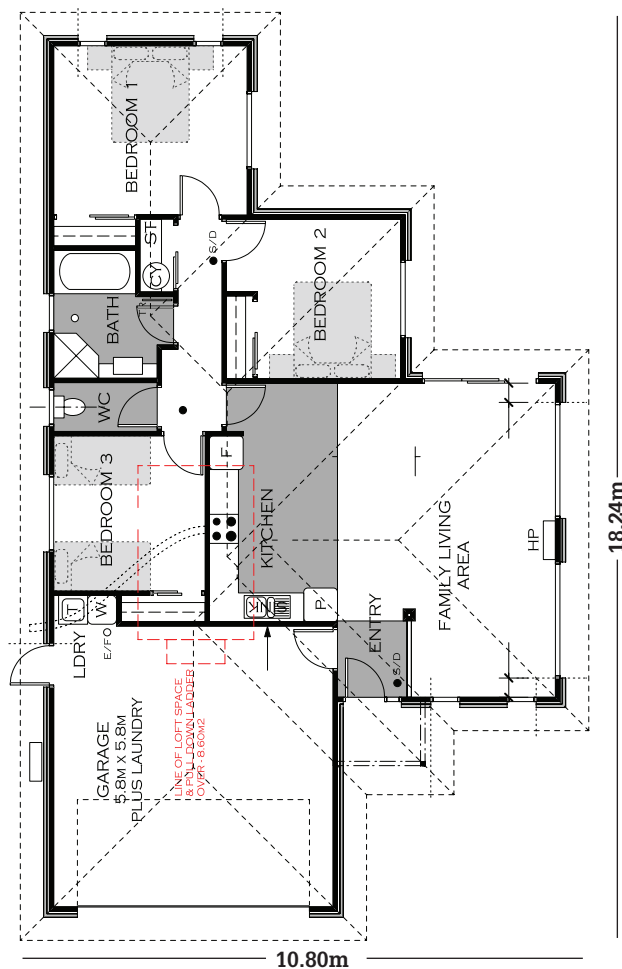 BEDROOM 1
ST
CY
S/D
BEDROOM 2
BATH
TR
WC
BEDROOM 3
F
KITCHEN
P
FAMILY LIVING
AREA
HP
ENTRY
S/D
T
W
E/FO
LDRY
GARAGE
5.8M X 5.8M
PLUS LAUNDRY
LINE OF LOFT SPACE
& PULL DOWN LADDER
OVER - 8.60M2
18.24m
10.80m